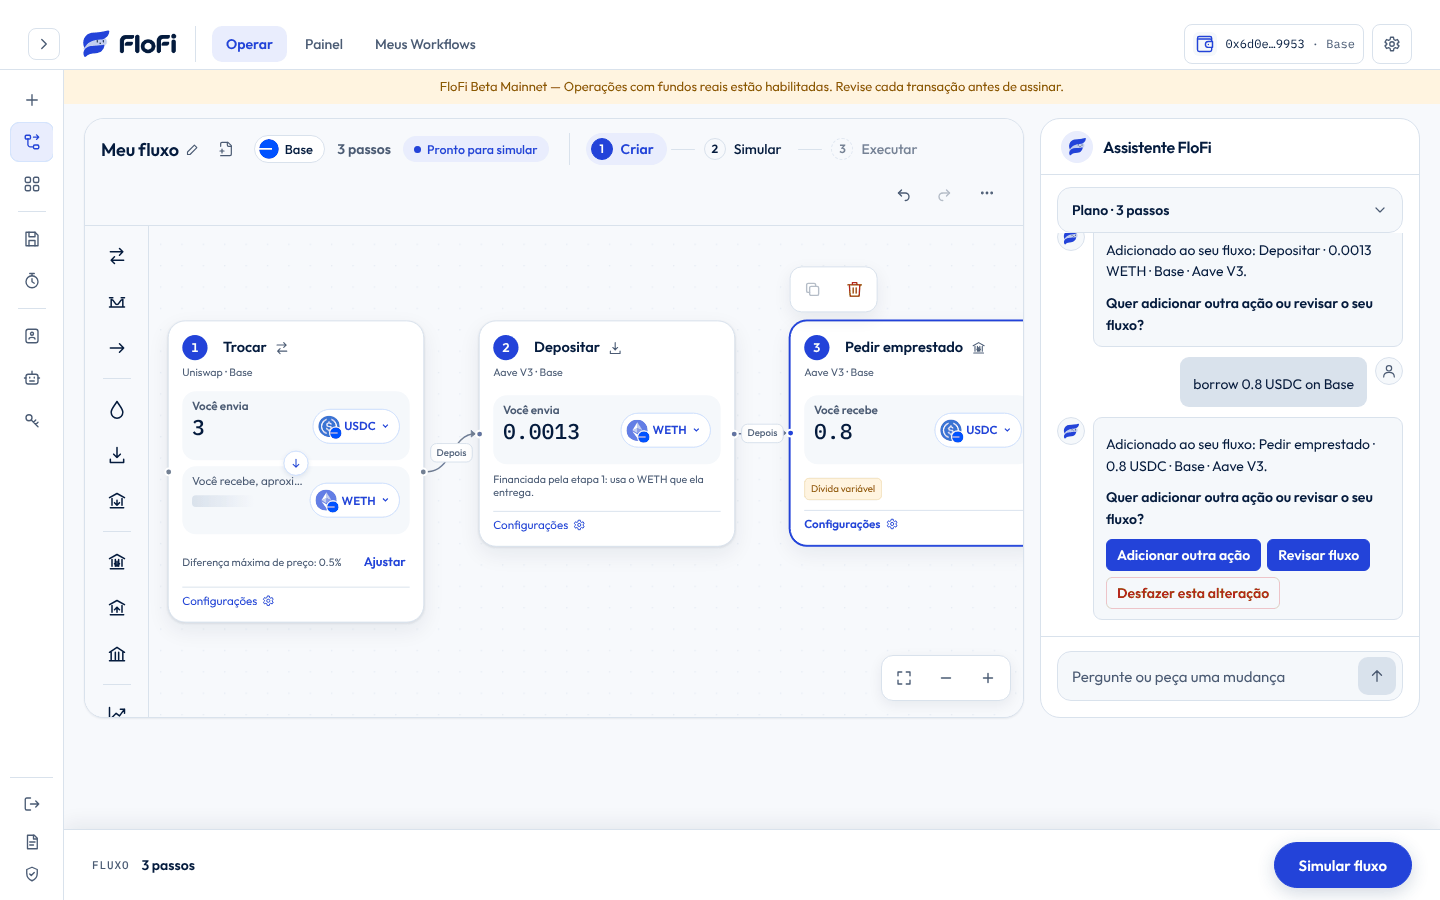 FloFi
Operar
Painel
Meus Workflows
0x6d0e…9953 · Base
FloFi Beta Mainnet — Operações com fundos reais estão habilitadas. Revise cada transação antes de assinar.
Meu fluxo
Base
3 passos
Pronto para simular
1 Criar
2 Simular
3 Executar
1 Trocar
Uniswap · Base
Você envia
3
USDC
Você recebe, aproxi...
WETH
Diferença máxima de preço: 0.5%
Ajustar
Configurações
Depois
2 Depositar
Aave V3 · Base
Você envia
0.0013
WETH
Financiada pela etapa 1: usa o WETH que ela
entrega.
Configurações
Depois
3 Pedir emprestado
Aave V3 · Base
Você recebe
0.8
USDC
Dívida variável
Configurações
Assistente FloFi
Plano · 3 passos
Adicionado ao seu fluxo: Depositar · 0.0013
WETH · Base · Aave V3.
Quer adicionar outra ação ou revisar o seu
fluxo?
borrow 0.8 USDC on Base
Adicionado ao seu fluxo: Pedir emprestado ·
0.8 USDC · Base · Aave V3.
Quer adicionar outra ação ou revisar o seu
fluxo?
Adicionar outra ação
Revisar fluxo
Desfazer esta alteração
Pergunte ou peça uma mudança
FLUXO 3 passos
Simular fluxo